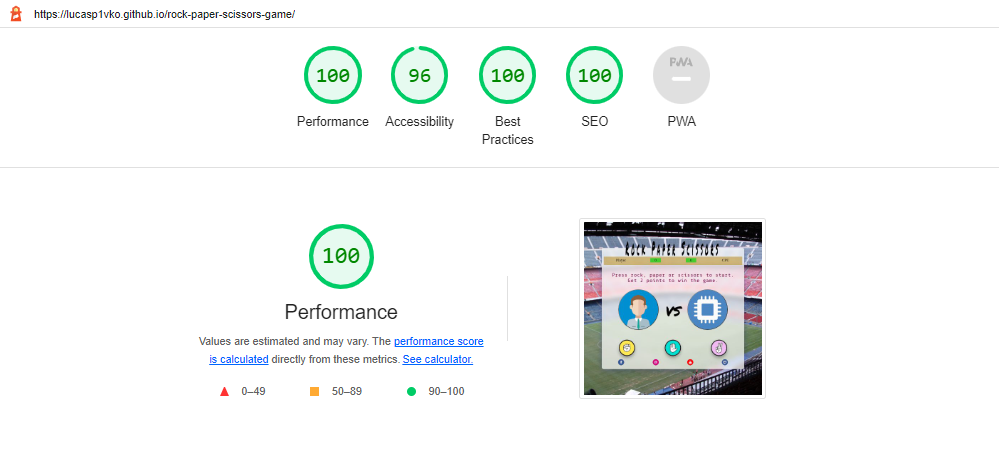 https://lucasp1vko.github.io/rock-paper-scissors-game/
100
96
100
100
PWA
Performance
Accessibility
Best
Practices
SEO
PWA
100
Performance
Values are estimated and may vary. The performance score
is calculated directly from these metrics. See calculator.
0–49
50–89
90–100
Rock Paper Scissors
Press rock, paper or scissors to start.
Get 2 points to win the game.
VS